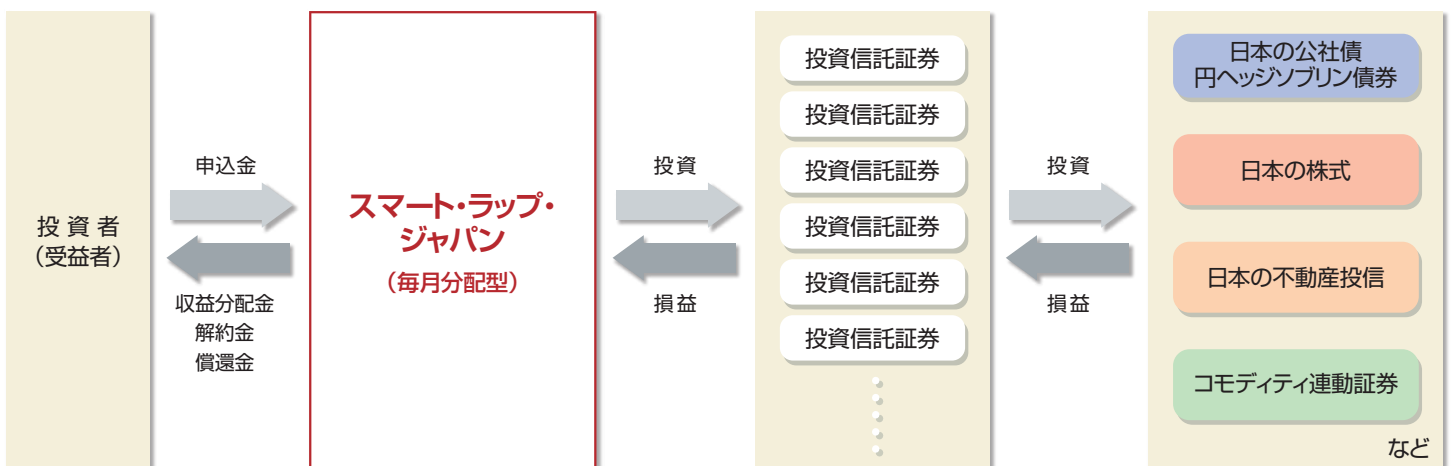 投資者
（受益者）
申込金
収益分配金
解約金
償還金
スマート・ラップ・
ジャパン
（毎月分配型）
投資
損益
投資信託証券
投資信託証券
投資信託証券
投資信託証券
投資信託証券
投資信託証券
投資
損益
日本の公社債
円ヘッジソブリン債券
日本の株式
日本の不動産投信
コモディティ連動証券
など